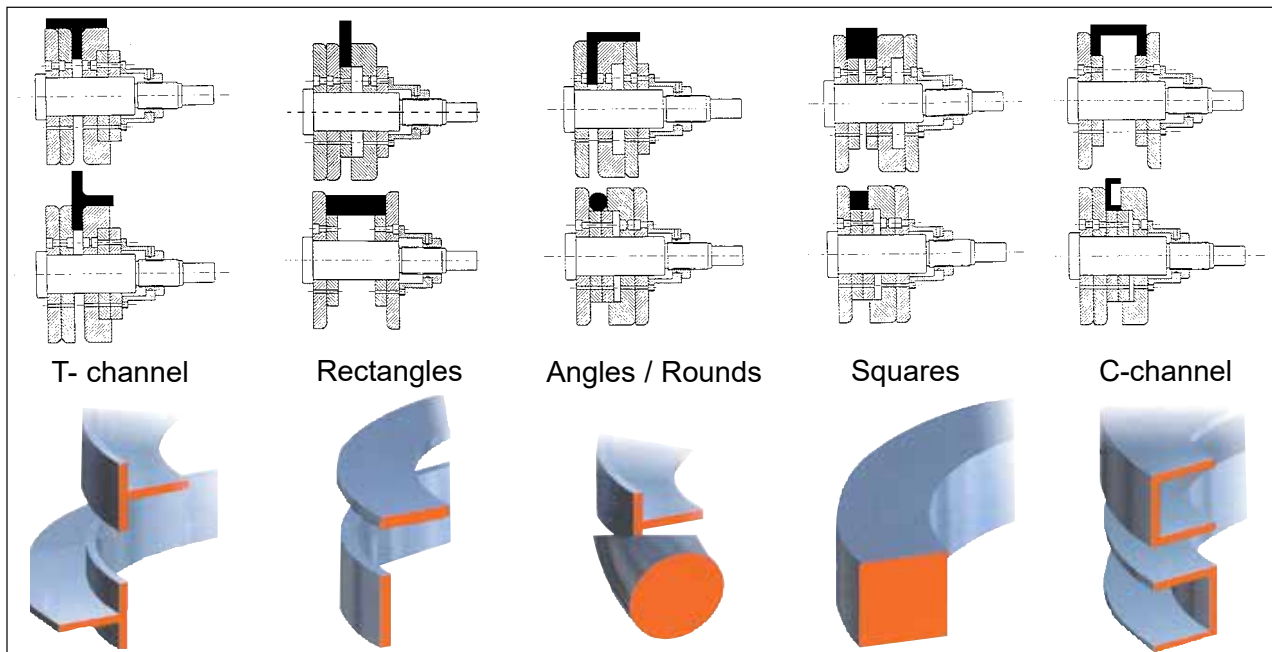 T- channel
Rectangles
Angles / Rounds
Squares
C-channel